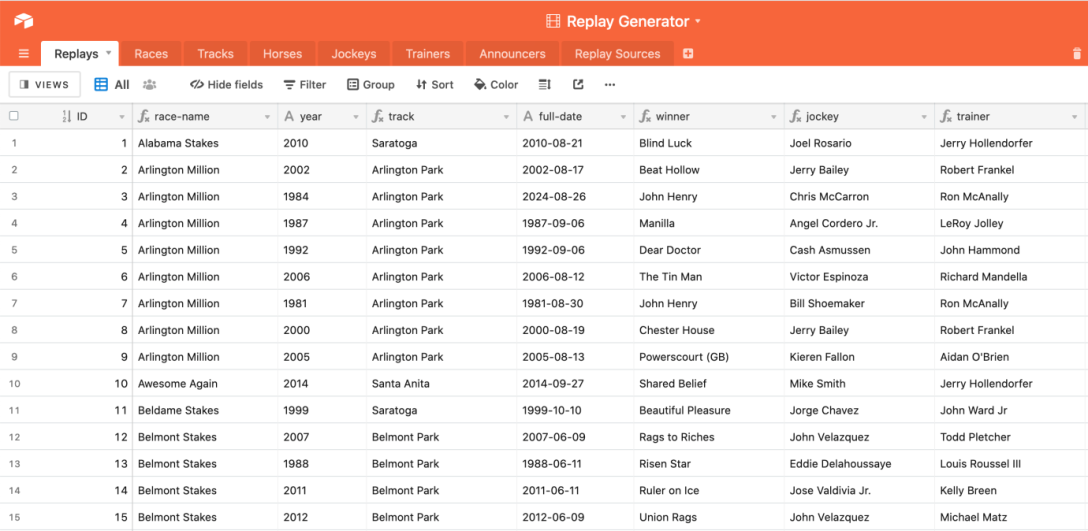 Replay Generator
Replays Races Tracks Horses Jockeys Trainers Announcers Replay Sources
VIEWS All Hide fields Filter Group Sort Color
ID race-name year track full-date winner jockey trainer
1 1 Alabama Stakes 2010 Saratoga 2010-08-21 Blind Luck Joel Rosario Jerry Hollendorfer
2 2 Arlington Million 2002 Arlington Park 2002-08-17 Beat Hollow Jerry Bailey Robert Frankel
3 3 Arlington Million 1984 Arlington Park 2024-08-26 John Henry Chris McCarron Ron McAnally
4 4 Arlington Million 1987 Arlington Park 1987-09-06 Manilla Angel Cordero Jr. LeRoy Jolley
5 5 Arlington Million 1992 Arlington Park 1992-09-06 Dear Doctor Cash Asmussen John Hammond
6 6 Arlington Million 2006 Arlington Park 2006-08-12 The Tin Man Victor Espinoza Richard Mandella
7 7 Arlington Million 1981 Arlington Park 1981-08-30 John Henry Bill Shoemaker Ron McAnally
8 8 Arlington Million 2000 Arlington Park 2000-08-19 Chester House Jerry Bailey Robert Frankel
9 9 Arlington Million 2005 Arlington Park 2005-08-13 Powerscourt (GB) Kieren Fallon Aidan O'Brien
10 10 Awesome Again 2014 Santa Anita 2014-09-27 Shared Belief Mike Smith Jerry Hollendorfer
11 11 Beldame Stakes 1999 Saratoga 1999-10-10 Beautiful Pleasure Jorge Chavez John Ward Jr
12 12 Belmont Stakes 2007 Belmont Park 2007-06-09 Rags to Riches John Velazquez Todd Pletcher
13 13 Belmont Stakes 1988 Belmont Park 1988-06-11 Risen Star Eddie Delahoussaye Louis Roussel III
14 14 Belmont Stakes 2011 Belmont Park 2011-06-11 Ruler on Ice Jose Valdivia Jr. Kelly Breen
15 15 Belmont Stakes 2012 Belmont Park 2012-06-09 Union Rags John Velazquez Michael Matz